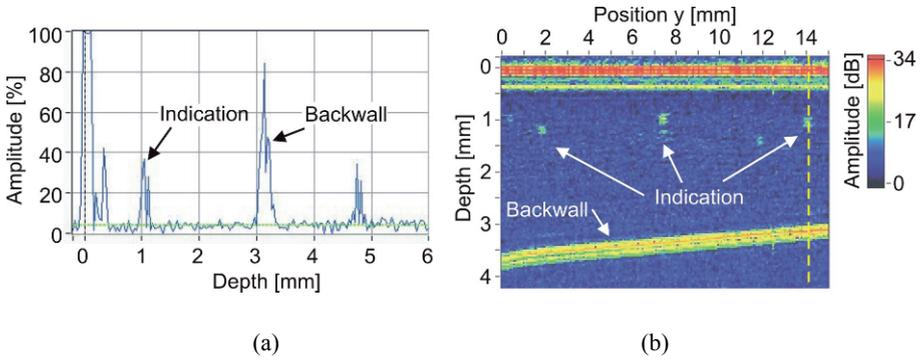 100
80
60
40
20
0
Amplitude [%]
Indication
Backwall
0 1 2 3 4 5 6
Depth [mm]
(a)
Position y [mm]
0 2 4 6 8 10 12 14
0
1
2
3
4
Depth [mm]
Indication
Backwall
Amplitude [dB]
34
17
0
(b)